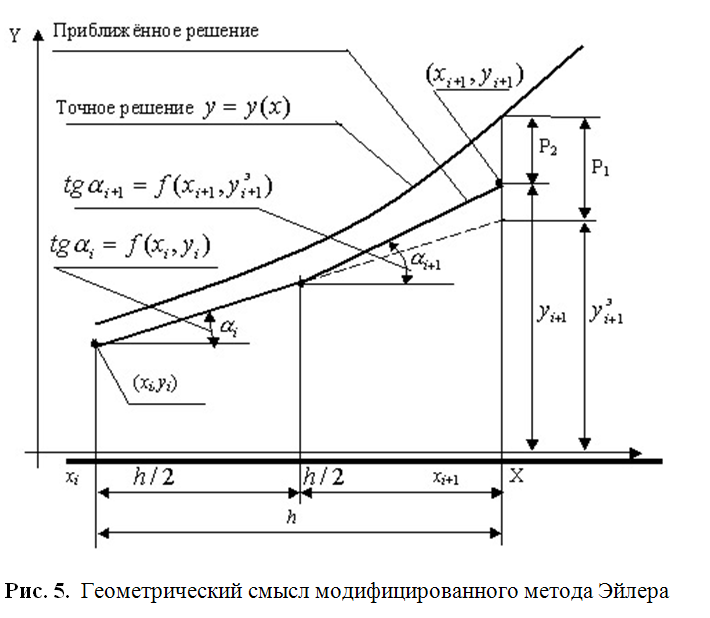 Y
Приближённое решение
(x_{i+1}, y_{i+1})
Точное решение y = y(x)
P₂
P₁
tg α_{i+1} = f(x_{i+1}, y^э_{i+1})
tg α_i = f(x_i, y_i)
α_{i+1}
α_i
y_{i+1}
y^э_{i+1}
(x_i, y_i)
x_i
h / 2
h / 2
x_{i+1}
X
h
Рис. 5. Геометрический смысл модифицированного метода Эйлера